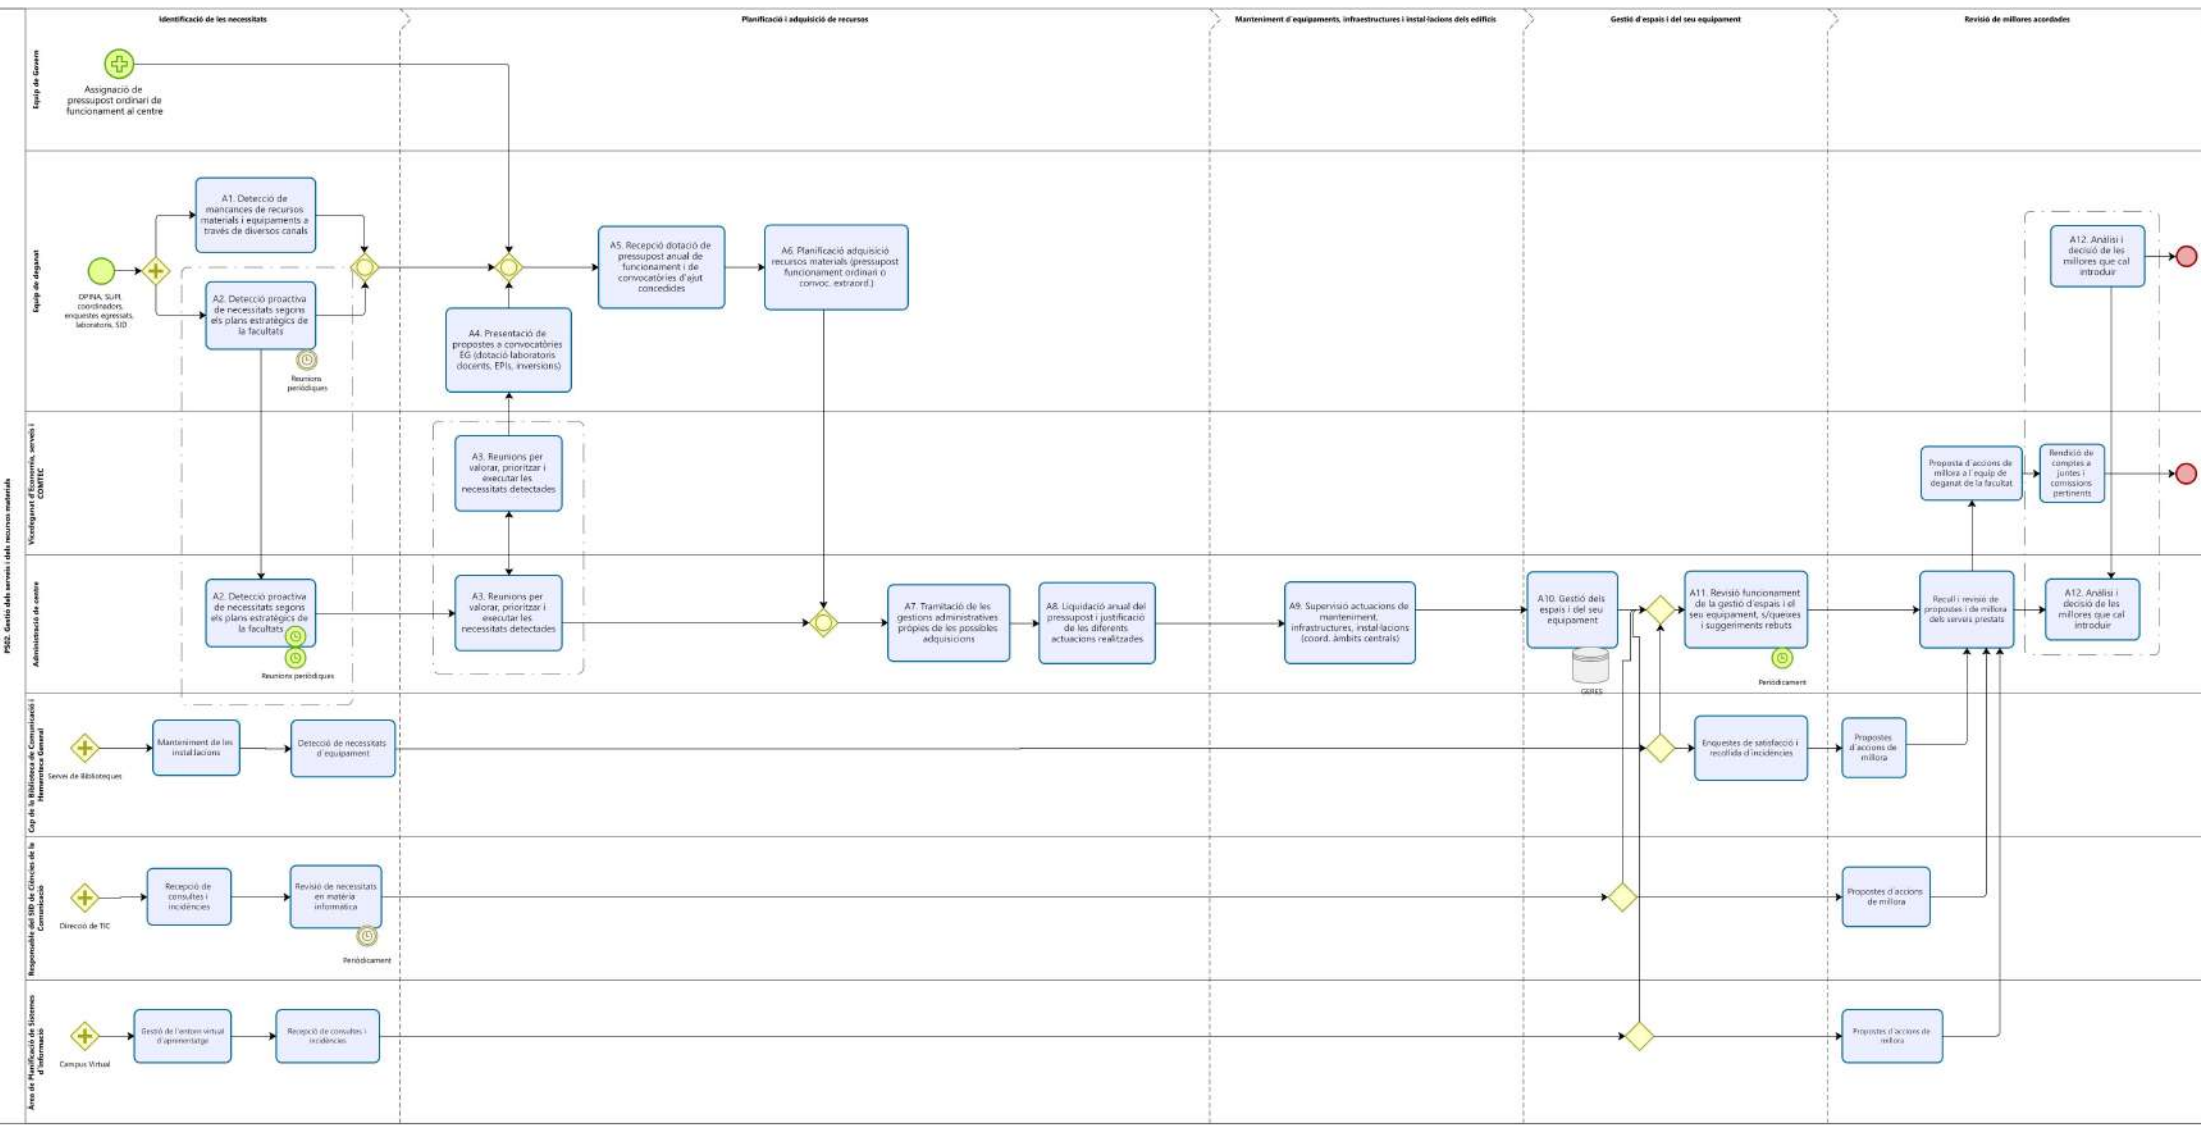 Identificació de les necessitats
Planificació i adquisició de recursos
Manteniment d'equipaments, infraestructures i instal·lacions dels edificis
Gestió d'espais i del seu equipament
Revisió de millores acordades
PS02. Gestió dels serveis i dels recursos materials
Equip de Govern
Assignació de
pressupost ordinari de
funcionament al centre
Equip de deganat
OPINA, SUPI,
coordinadors,
enquestes egressats,
laboratoris, SID
A1. Detecció de
mancances de recursos
materials i equipaments a
través de diversos canals
A2. Detecció proactiva
de necessitats segons
els plans estratègics de
la facultats
Reunions
periòdiques
A4. Presentació de
propostes a convocatòries
EG (dotació laboratoris
docents, EPIs, inversions)
A5. Recepció dotació de
pressupost anual de
funcionament i de
convocatòries d'ajut
concedides
A6. Planificació adquisició
recursos materials (pressupost
funcionament ordinari o
convoc. extraord.)
A12. Anàlisi i
decisió de les
millores que cal
introduir
Vicedeganat d'Economia, serveis i
COMTEC
A3. Reunions per
valorar, prioritzar i
executar les
necessitats detectades
Proposta d'accions de
millora a l'equip de
deganat de la facultat
Rendició de
comptes a
juntes i
comissions
pertinents
Administració de centre
A2. Detecció proactiva
de necessitats segons
els plans estratègics de
la facultats
Reunions periòdiques
A3. Reunions per
valorar, prioritzar i
executar les
necessitats detectades
A7. Tramitació de les
gestions administratives
pròpies de les possibles
adquisicions
A8. Liquidació anual del
pressupost i justificació
de les diferents
actuacions realitzades
A9. Supervisió actuacions de
manteniment,
infrastructures, instal·lacions
(coord. àmbits centrals)
A10. Gestió dels
espais i del seu
equipament
GERES
A11. Revisió funcionament
de la gestió d'espais i el
seu equipament, s/queixes
i suggeriments rebuts
Periòdicament
Recull i revisió de
propostes i de millora
dels serveis prestats
A12. Anàlisi i
decisió de les
millores que cal
introduir
Cap de la Biblioteca de Comunicació i
Hemeroteca General
Servei de Biblioteques
Manteniment de les
instal·lacions
Detecció de necessitats
d'equipament
Enquestes de satisfacció i
recollida d'incidències
Propostes
d'accions de
millora
Responsable del SID de Ciències de la
Comunicació
Direcció de TIC
Recepció de
consultes i
incidències
Revisió de necessitats
en matèria
informàtica
Periòdicament
Propostes d'accions
de millora
Àrea de Planificació de Sistemes
d'Informació
Campus Virtual
Gestió de l'entorn virtual
d'aprenentatge
Recepció de consultes i
incidències
Propostes d'accions de
millora